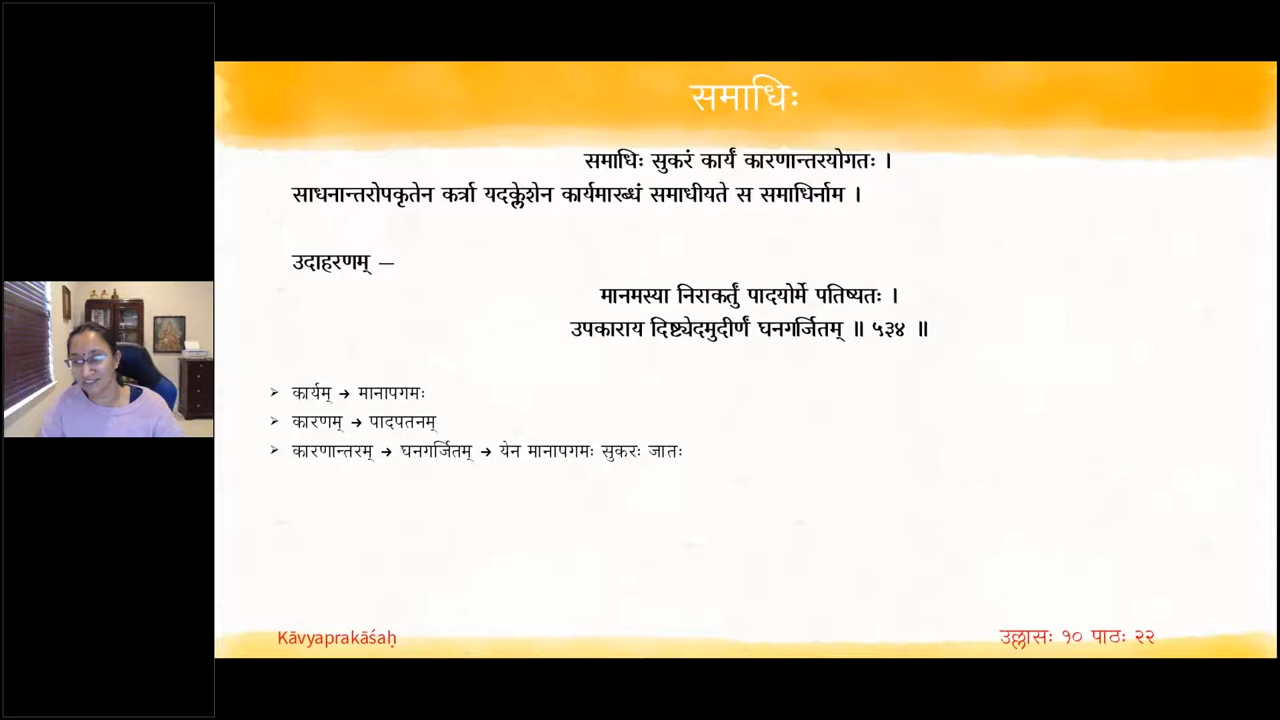 समाधिः
समाधिः सुकरं कार्यं कारणान्तरयोगतः ।
साधनान्तरोपकृतेन कर्त्रा यदक्लेशेन कार्यमारब्धं समाधीयते स समाधिर्नाम ।
उदाहरणम् —
मानमस्या निराकर्तुं पादयोर्मे पतिष्यतः ।
उपकाराय दिष्ट्येदमुदीर्णं घनगर्जितम् ॥ ५३४ ॥
➢ कार्यम् → मानापगमः
➢ कारणम् → पादपतनम्
➢ कारणान्तरम् → घनगर्जितम् → येन मानापगमः सुकरः जातः
Kāvyaprakāśaḥ
उल्लासः १० पाठः २२